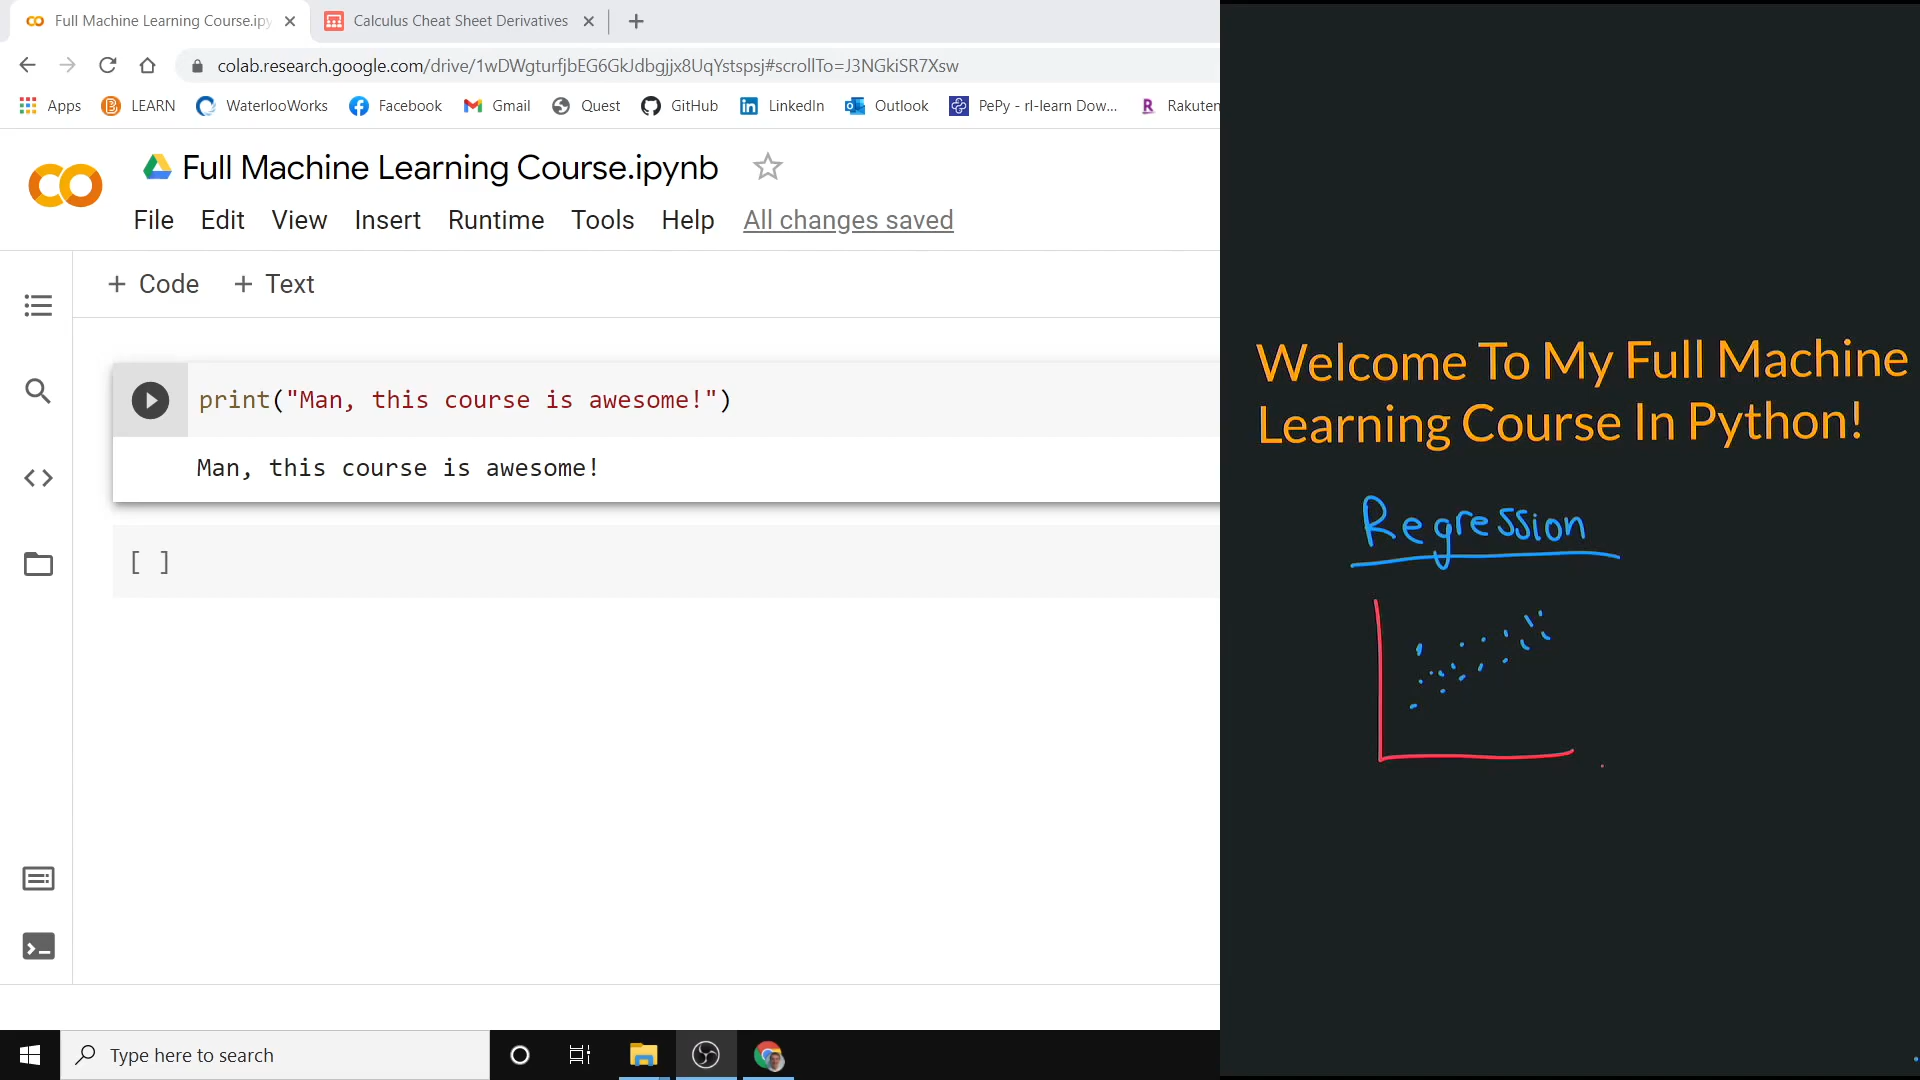 Full Machine Learning Course.ipy
Calculus Cheat Sheet Derivatives
colab.research.google.com/drive/1wDWgturfjbEG6GkJdbgjjx8UqYstspsj#scrollTo=J3NGkiSR7Xsw
Apps LEARN WaterlooWorks Facebook Gmail Quest GitHub LinkedIn Outlook PePy - rl-learn Dow... Rakuten
Full Machine Learning Course.ipynb
File Edit View Insert Runtime Tools Help All changes saved
+ Code + Text
print("Man, this course is awesome!")
Man, this course is awesome!
[ ]
Type here to search
Welcome To My Full Machine
Learning Course In Python!
Regression